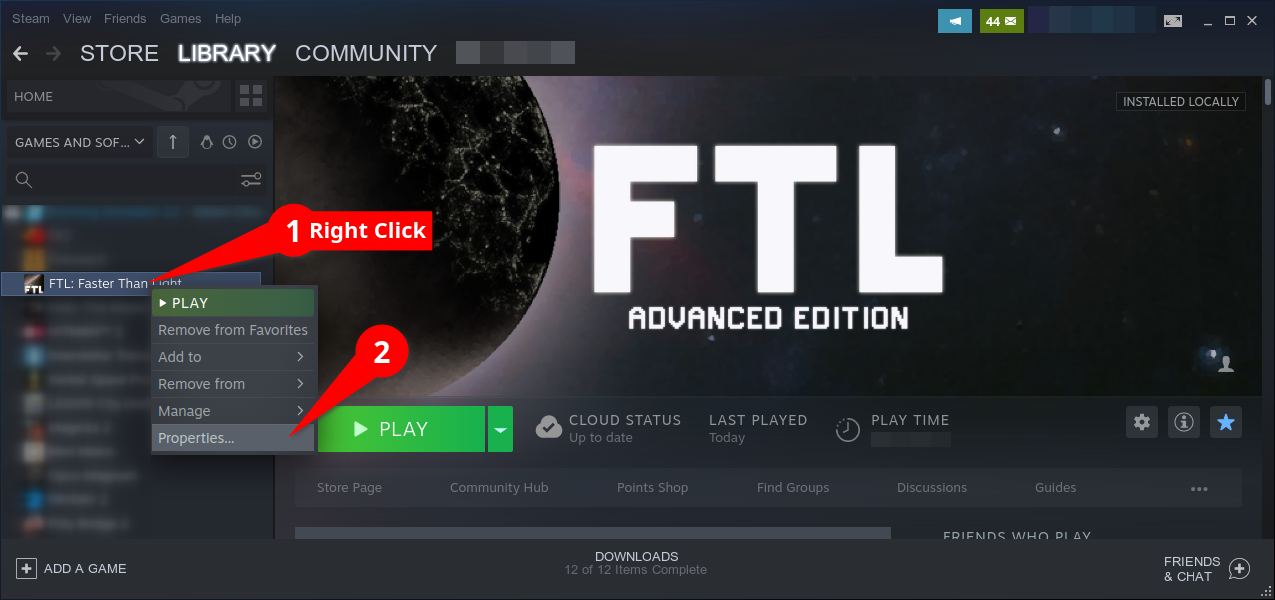 Steam View Friends Games Help
44
STORE LIBRARY COMMUNITY
HOME
INSTALLED LOCALLY
GAMES AND SOF...
1 Right Click
FTL: Faster Than Light
FTL
PLAY
Remove from Favorites
Add to
Remove from
Manage
Properties...
2
FTL
ADVANCED EDITION
PLAY
CLOUD STATUS
Up to date
LAST PLAYED
Today
PLAY TIME
Store Page Community Hub Points Shop Find Groups Discussions Guides
FRIENDS WHO PLAY
ADD A GAME
DOWNLOADS
12 of 12 Items Complete
FRIENDS
& CHAT